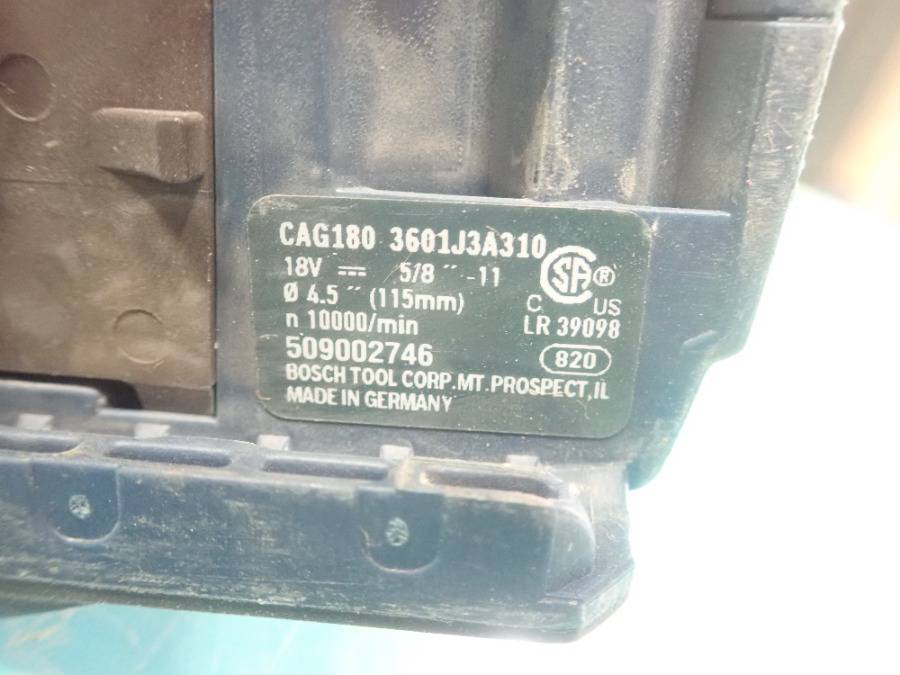 CAG180 3601J3A310
18V ⎓ 5/8 ˝ -11
Ø 4.5 ˝ (115mm)
n 10000/min
509002746
BOSCH TOOL CORP. MT. PROSPECT, IL
MADE IN GERMANY
SA ®
C US
LR 39098
820